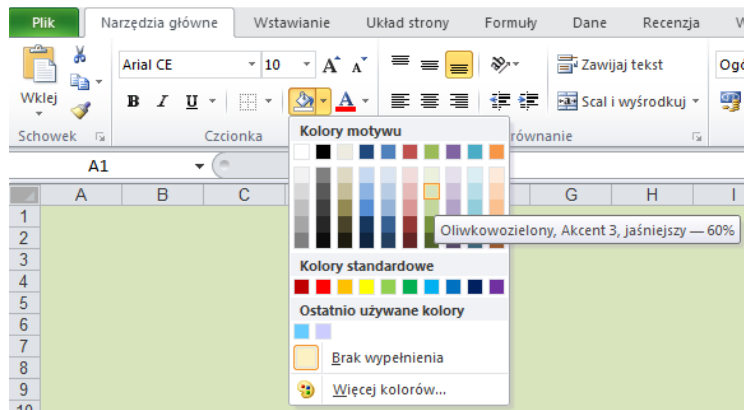 Plik Narzędzia główne Wstawianie Układ strony Formuły Dane Recenzja
Arial CE 10 A A Zawijaj tekst
Wklej B I U A Scal i wyśrodkuj
Schowek Czcionka
A1
Kolory motywu
A B C G H I
1
2
Oliwkowozielony, Akcent 3, jaśniejszy — 60%
3
Kolory standardowe
4
5
Ostatnio używane kolory
6
7
Brak wypełnienia
8
9
Więcej kolorów...
10